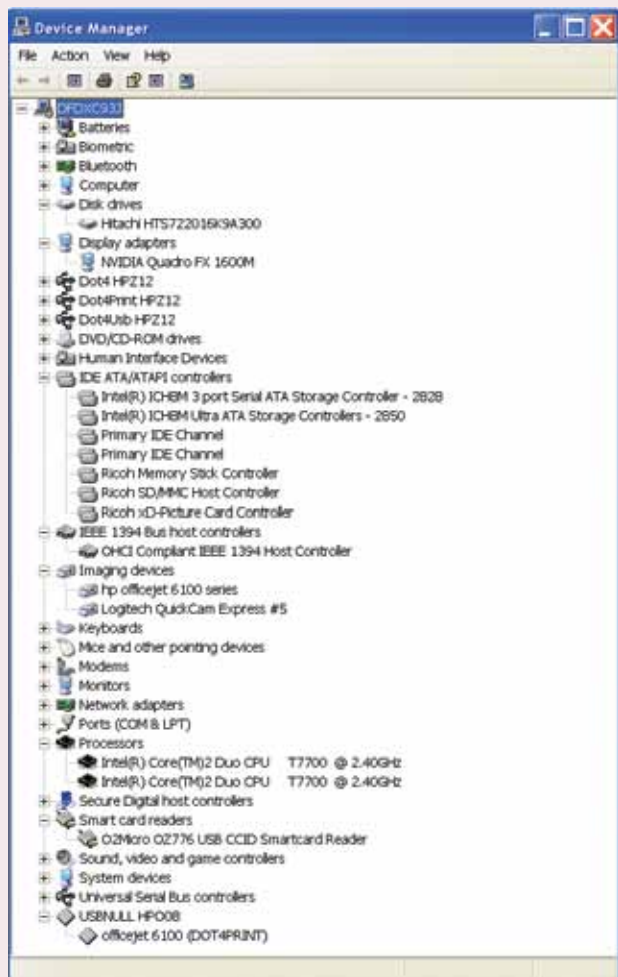 Device Manager
File Action View Help
DFDXC9JJ
Batteries
Biometric
Bluetooth
Computer
Disk drives
Hitachi HTS722016K9A300
Display adapters
NVIDIA Quadro FX 1600M
Dot4 HPZ12
Dot4Print HPZ12
Dot4Usb HPZ12
DVD/CD-ROM drives
Human Interface Devices
IDE ATA/ATAPI controllers
Intel(R) ICH8M 3 port Serial ATA Storage Controller - 2828
Intel(R) ICH8M Ultra ATA Storage Controllers - 2850
Primary IDE Channel
Primary IDE Channel
Ricoh Memory Stick Controller
Ricoh SD/MMC Host Controller
Ricoh xD-Picture Card Controller
IEEE 1394 Bus host controllers
OHCI Compliant IEEE 1394 Host Controller
Imaging devices
hp officejet 6100 series
Logitech QuickCam Express #5
Keyboards
Mice and other pointing devices
Modems
Monitors
Network adapters
Ports (COM & LPT)
Processors
Intel(R) Core(TM)2 Duo CPU T7700 @ 2.40GHz
Intel(R) Core(TM)2 Duo CPU T7700 @ 2.40GHz
Secure Digital host controllers
Smart card readers
O2Micro OZ776 USB CCID Smartcard Reader
Sound, video and game controllers
System devices
Universal Serial Bus controllers
USBNULL HPO08
officejet 6100 (DOT4PRINT)